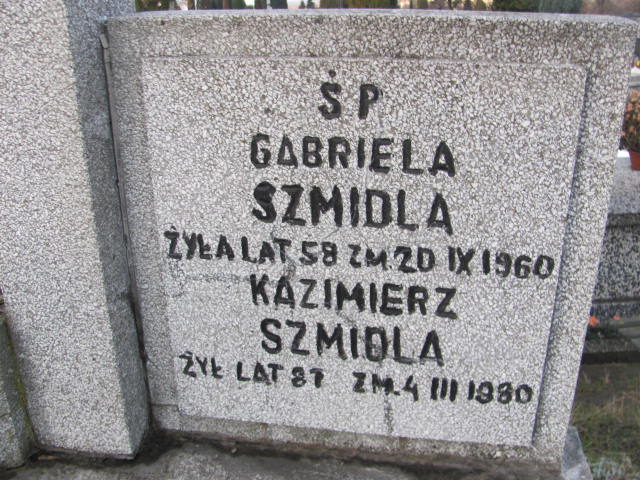 ŚP
GABRIELA
SZMIDLA
ŻYŁA LAT 58 ZM. 20 IX 1960
KAZIMIERZ
SZMIDLA
ŻYŁ LAT 87 ZM. 4 III 1980